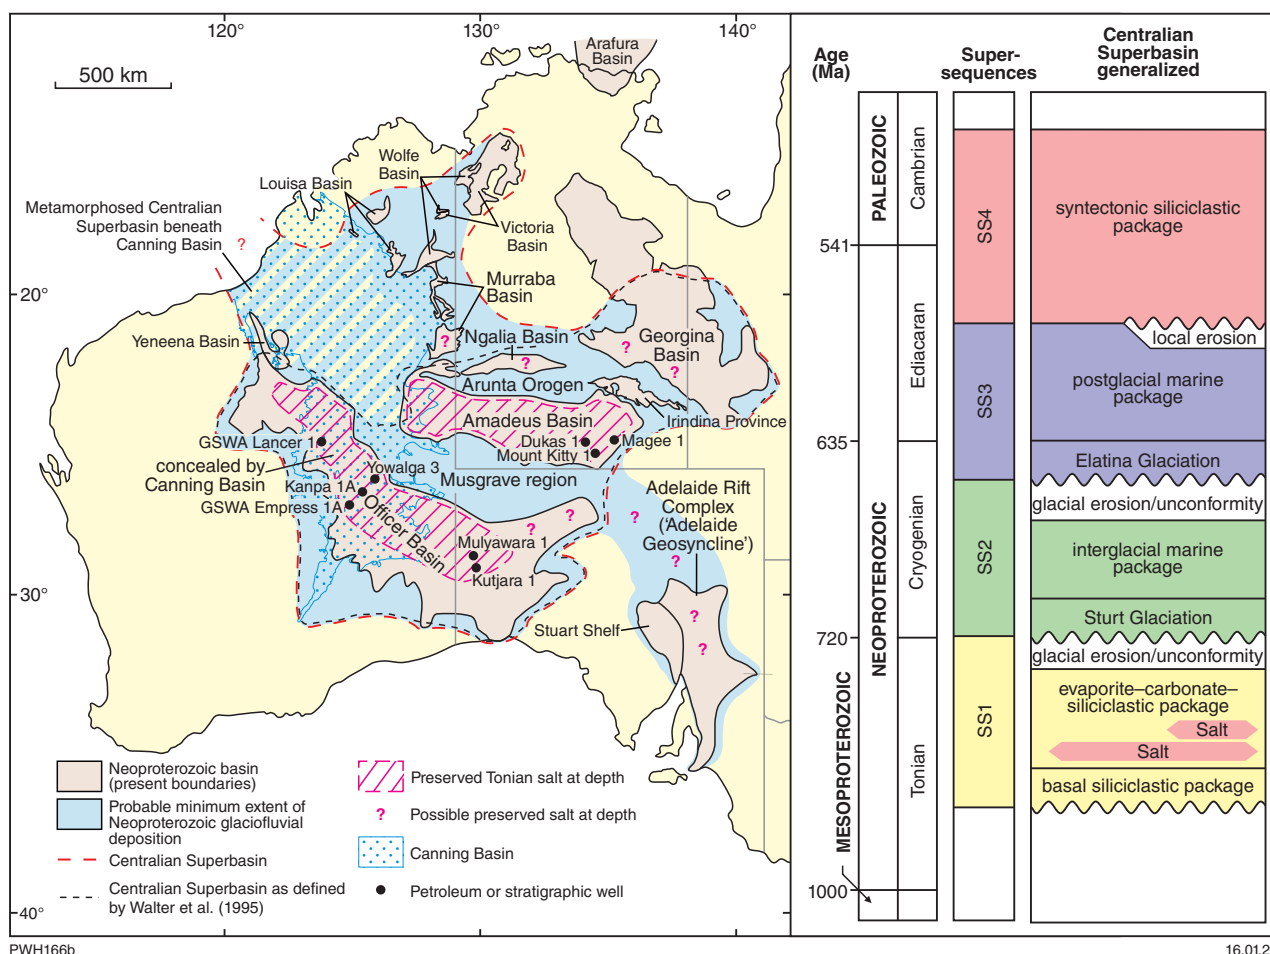 120°
130°
140°
500 km
Arafura
Basin
Wolfe
Basin
Louisa Basin
Metamorphosed Central
Superbasin beneath
Canning Basin
?
Victoria
Basin
20°
Murraba
Basin
Yeneena Basin
?
Ngalia Basin
?
Georgina
Basin
?
?
Arunta Orogen
Amadeus Basin
Irindina Province
GSWA Lancer 1
Dukas 1
Magee 1
Mount Kitty 1
concealed by
Canning Basin
Yowalga 3
Kanpa 1A
GSWA Empress 1A
Musgrave region
Officer Basin
Adelaide Rift
Complex
('Adelaide
Geosyncline')
?
?
?
?
Mulyawara 1
Kutjara 1
30°
Stuart Shelf
?
?
40°
Neoproterozoic basin
(present boundaries)
Probable minimum extent of
Neoproterozoic glaciofluvial
deposition
Centralian Superbasin
Centralian Superbasin as defined
by Walter et al. (1995)
Preserved Tonian salt at depth
? Possible preserved salt at depth
Canning Basin
Petroleum or stratigraphic well
PWH166b
Age
(Ma)
Super-
sequences
Centralian
Superbasin
generalized
541
635
720
1000
PALEOZOIC
NEOPROTEROZOIC
MESOPROTEROZOIC
Cambrian
Ediacaran
Cryogenian
Tonian
SS4
SS3
SS2
SS1
syntectonic siliciclastic
package
local erosion
postglacial marine
package
Elatina Glaciation
glacial erosion/unconformity
interglacial marine
package
Sturt Glaciation
glacial erosion/unconformity
evaporite–carbonate–
siliciclastic package
Salt
Salt
basal siliciclastic package
16.01.2